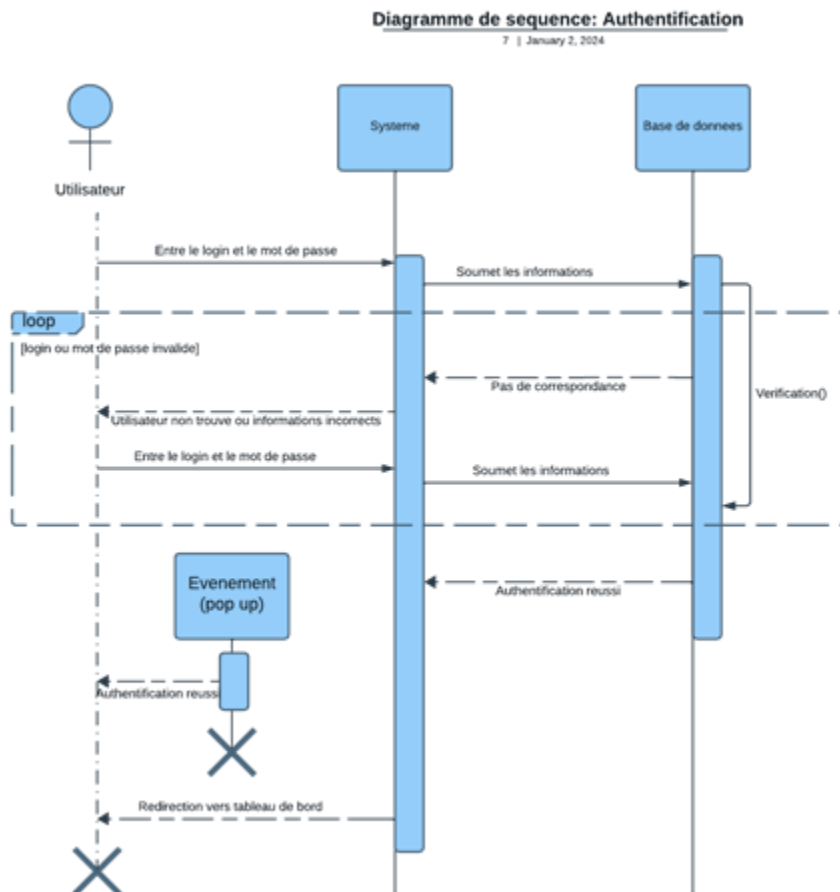 Diagramme de sequence: Authentification
7 | January 2, 2024
Systeme
Base de donnees
Utilisateur
Entre le login et le mot de passe
Soumet les informations
loop
[login ou mot de passe invalide]
Pas de correspondance
Verification()
Utilisateur non trouve ou informations incorrects
Entre le login et le mot de passe
Soumet les informations
Evenement
(pop up)
Authentification reussi
Authentification reussi
Redirection vers tableau de bord